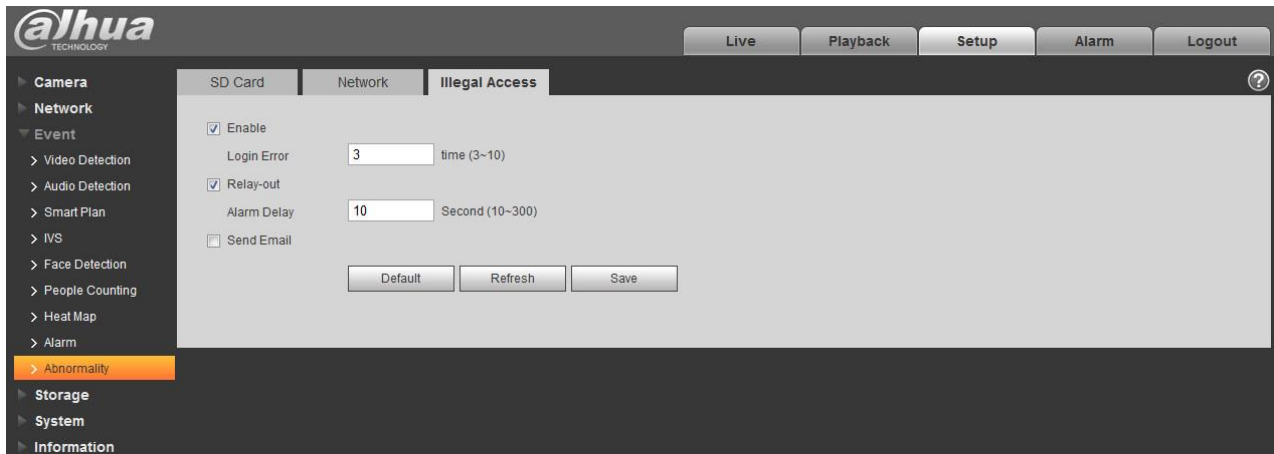 alhua
TECHNOLOGY
Live Playback Setup Alarm Logout
Camera
Network
Event
Video Detection
Audio Detection
Smart Plan
IVS
Face Detection
People Counting
Heat Map
Alarm
Abnormality
Storage
System
Information
SD Card Network Illegal Access ?
Enable
Login Error 3 time (3~10)
Relay-out
Alarm Delay 10 Second (10~300)
Send Email
Default Refresh Save